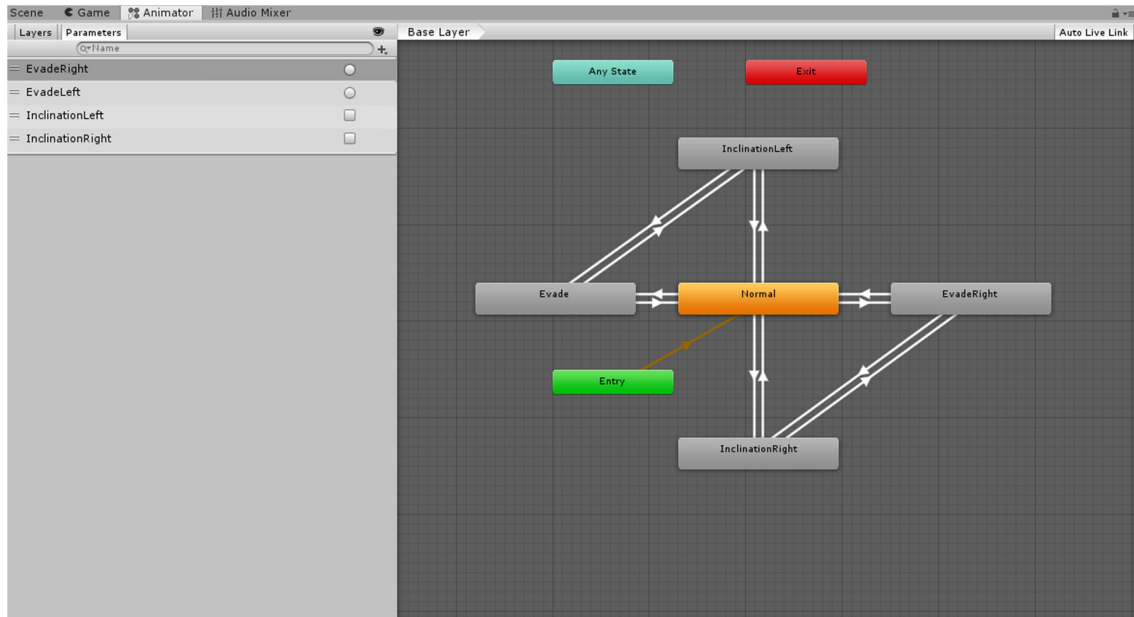 Scene Game Animator Audio Mixer
Layers Parameters Base Layer Auto Live Link
Name
EvadeRight
EvadeLeft
InclinationLeft
InclinationRight
Any State Exit
InclinationLeft
Evade Normal EvadeRight
Entry
InclinationRight